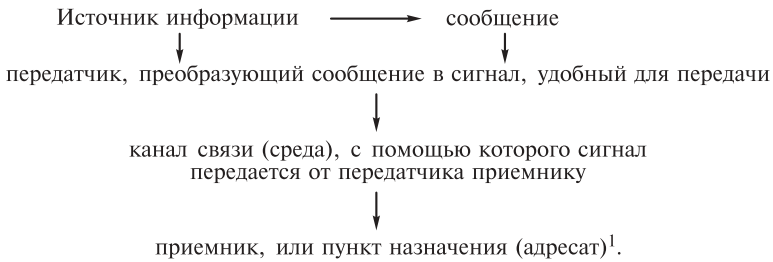 Источник информации сообщение
передатчик, преобразующий сообщение в сигнал, удобный для передачи
канал связи (среда), с помощью которого сигнал
передается от передатчика приемнику
приемник, или пункт назначения (адресат)¹.